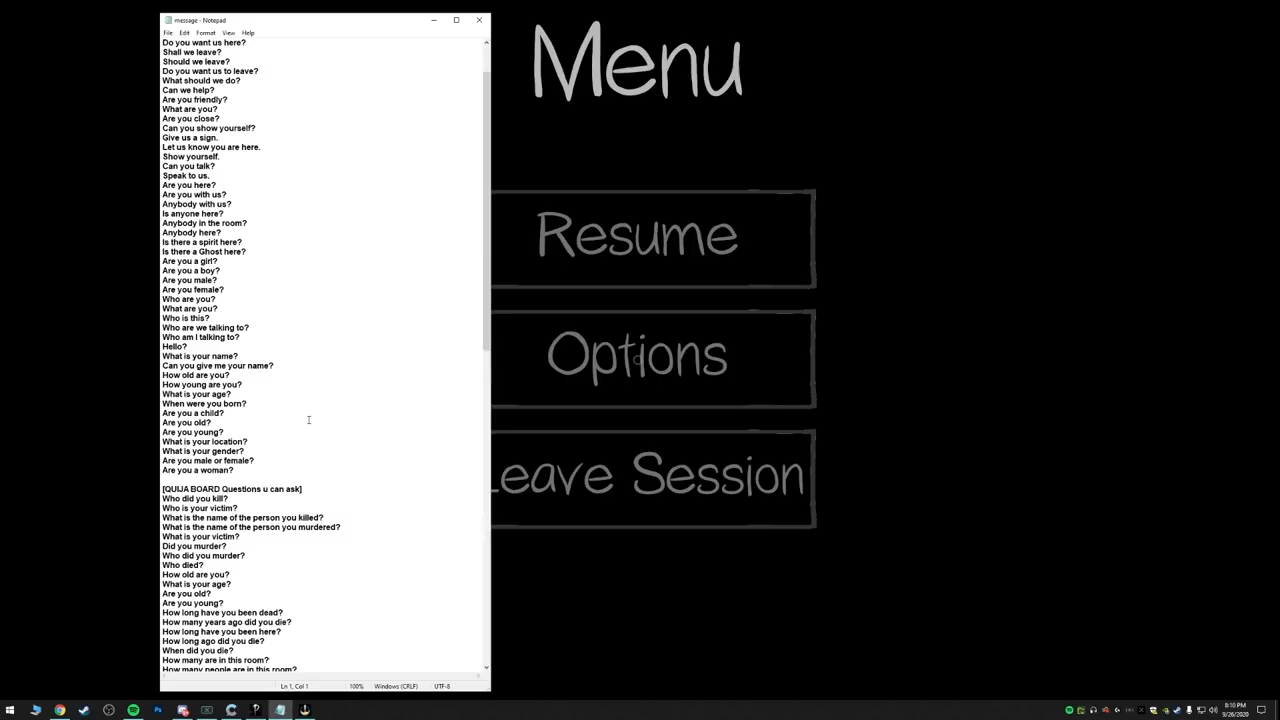 message - Notepad
File Edit Format View Help
Do you want us here?
Shall we leave?
Should we leave?
Do you want us to leave?
What should we do?
Can we help?
Are you friendly?
What are you?
Are you close?
Can you show yourself?
Give us a sign.
Let us know you are here.
Show yourself.
Can you talk?
Speak to us.
Are you here?
Are you with us?
Anybody with us?
Is anyone here?
Anybody in the room?
Anybody here?
Is there a spirit here?
Is there a Ghost here?
Are you a girl?
Are you a boy?
Are you male?
Are you female?
Who are you?
What are you?
Who is this?
Who are we talking to?
Who am I talking to?
Hello?
What is your name?
Can you give me your name?
How old are you?
How young are you?
What is your age?
When were you born?
Are you a child?
Are you old?
Are you young?
What is your location?
What is your gender?
Are you male or female?
Are you a woman?
[QUIJA BOARD Questions u can ask]
Who did you kill?
Who is your victim?
What is the name of the person you killed?
What is the name of the person you murdered?
What is your victim?
Did you murder?
Who did you murder?
Who died?
How old are you?
What is your age?
Are you old?
Are you young?
How long have you been dead?
How many years ago did you die?
How long have you been here?
How long ago did you die?
When did you die?
How many are in this room?
How many people are in this room?
Ln 1, Col 1 100% Windows (CRLF) UTF-8
Menu
Resume
Options
Leave Session
8:10 PM
9/26/2020